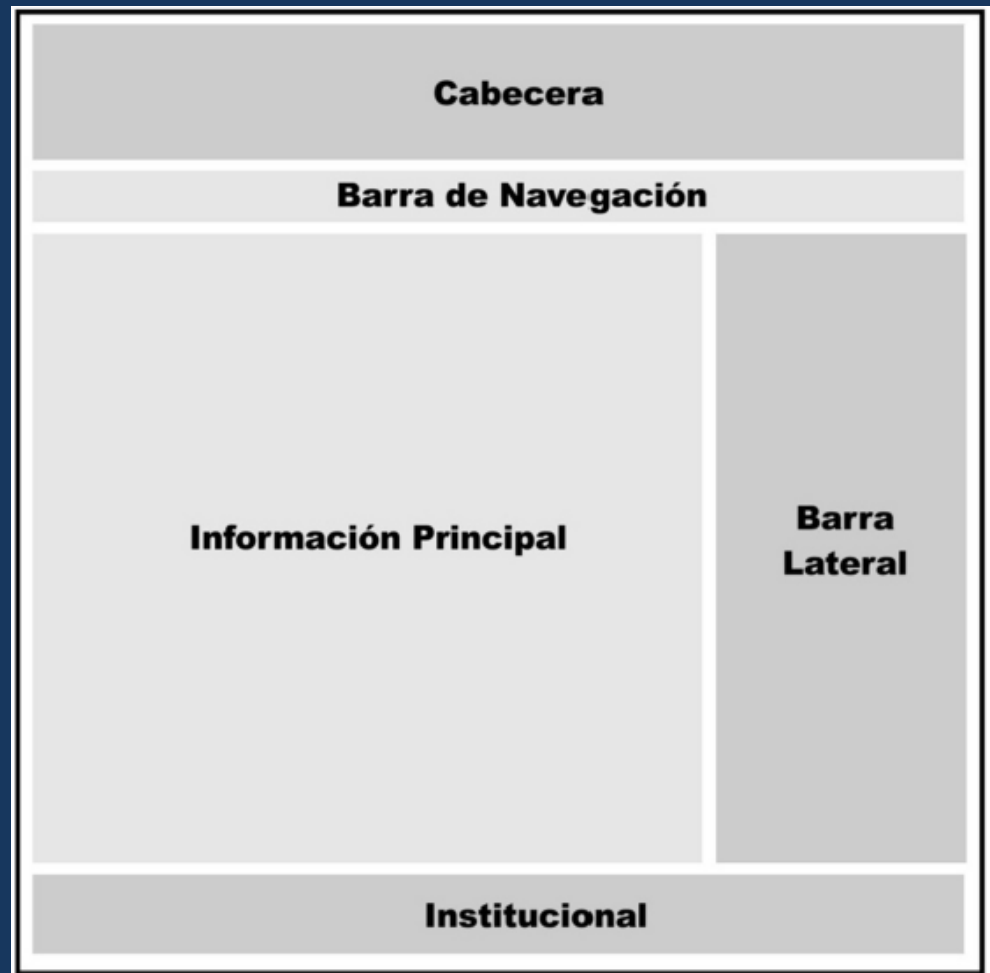 Cabecera
Barra de Navegación
Información Principal
Barra
Lateral
Institucional